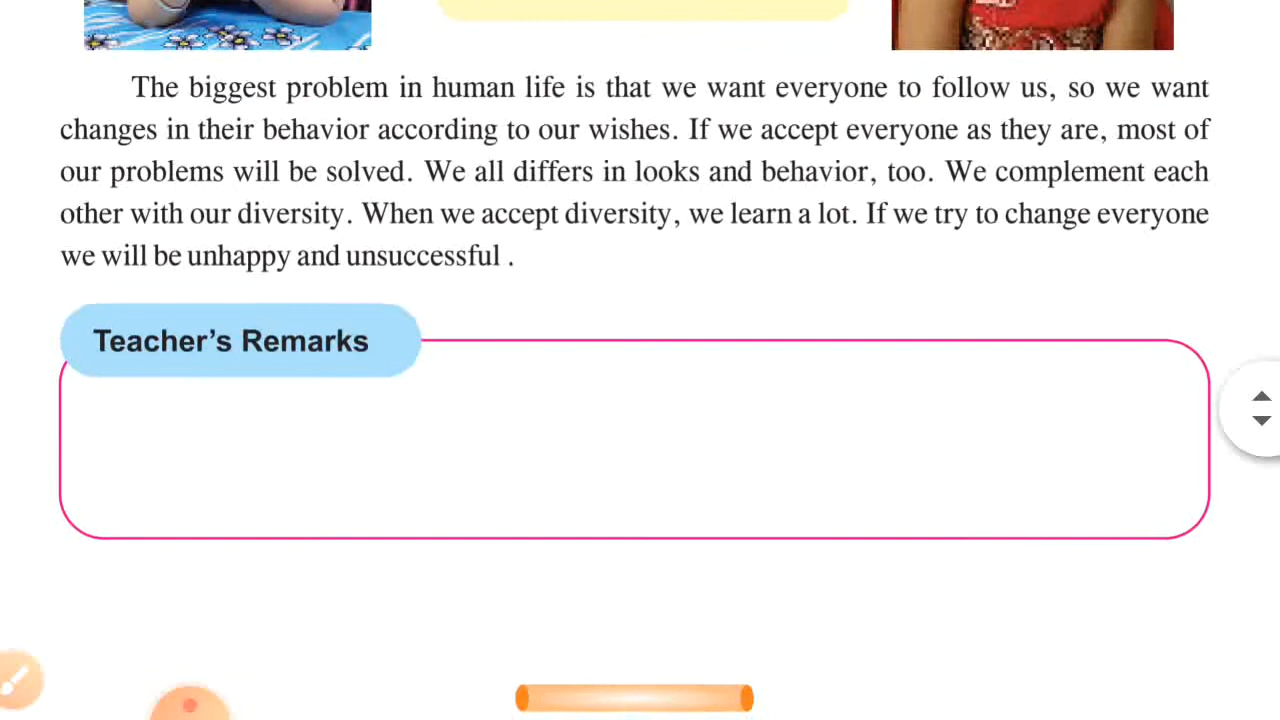 The biggest problem in human life is that we want everyone to follow us, so we want
changes in their behavior according to our wishes. If we accept everyone as they are, most of
our problems will be solved. We all differs in looks and behavior, too. We complement each
other with our diversity. When we accept diversity, we learn a lot. If we try to change everyone
we will be unhappy and unsuccessful .
Teacher’s Remarks